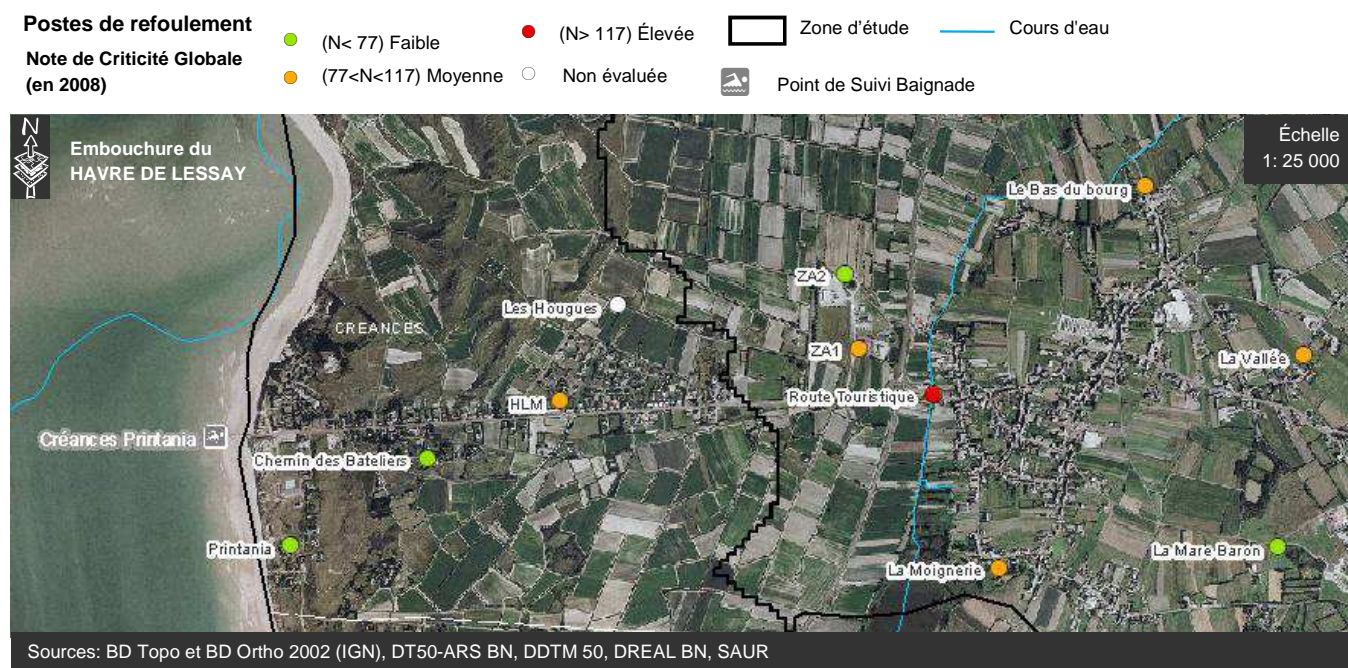 Postes de refoulement
Note de Criticité Globale
(en 2008)
(N< 77) Faible
(77<N<117) Moyenne
(N> 117) Élevée
Non évaluée
Zone d'étude
Cours d'eau
Point de Suivi Baignade
N
Embouchure du
HAVRE DE LESSAY
Échelle
1: 25 000
Le Bas du bourg
ZA2
Les Hougues
CREANCES
ZA1
La Vallée
Route Touristique
HLM
Créances Printania
Chemin des Bateliers
Printania
La Mare Baron
La Moignerie
Sources: BD Topo et BD Ortho 2002 (IGN), DT50-ARS BN, DDTM 50, DREAL BN, SAUR